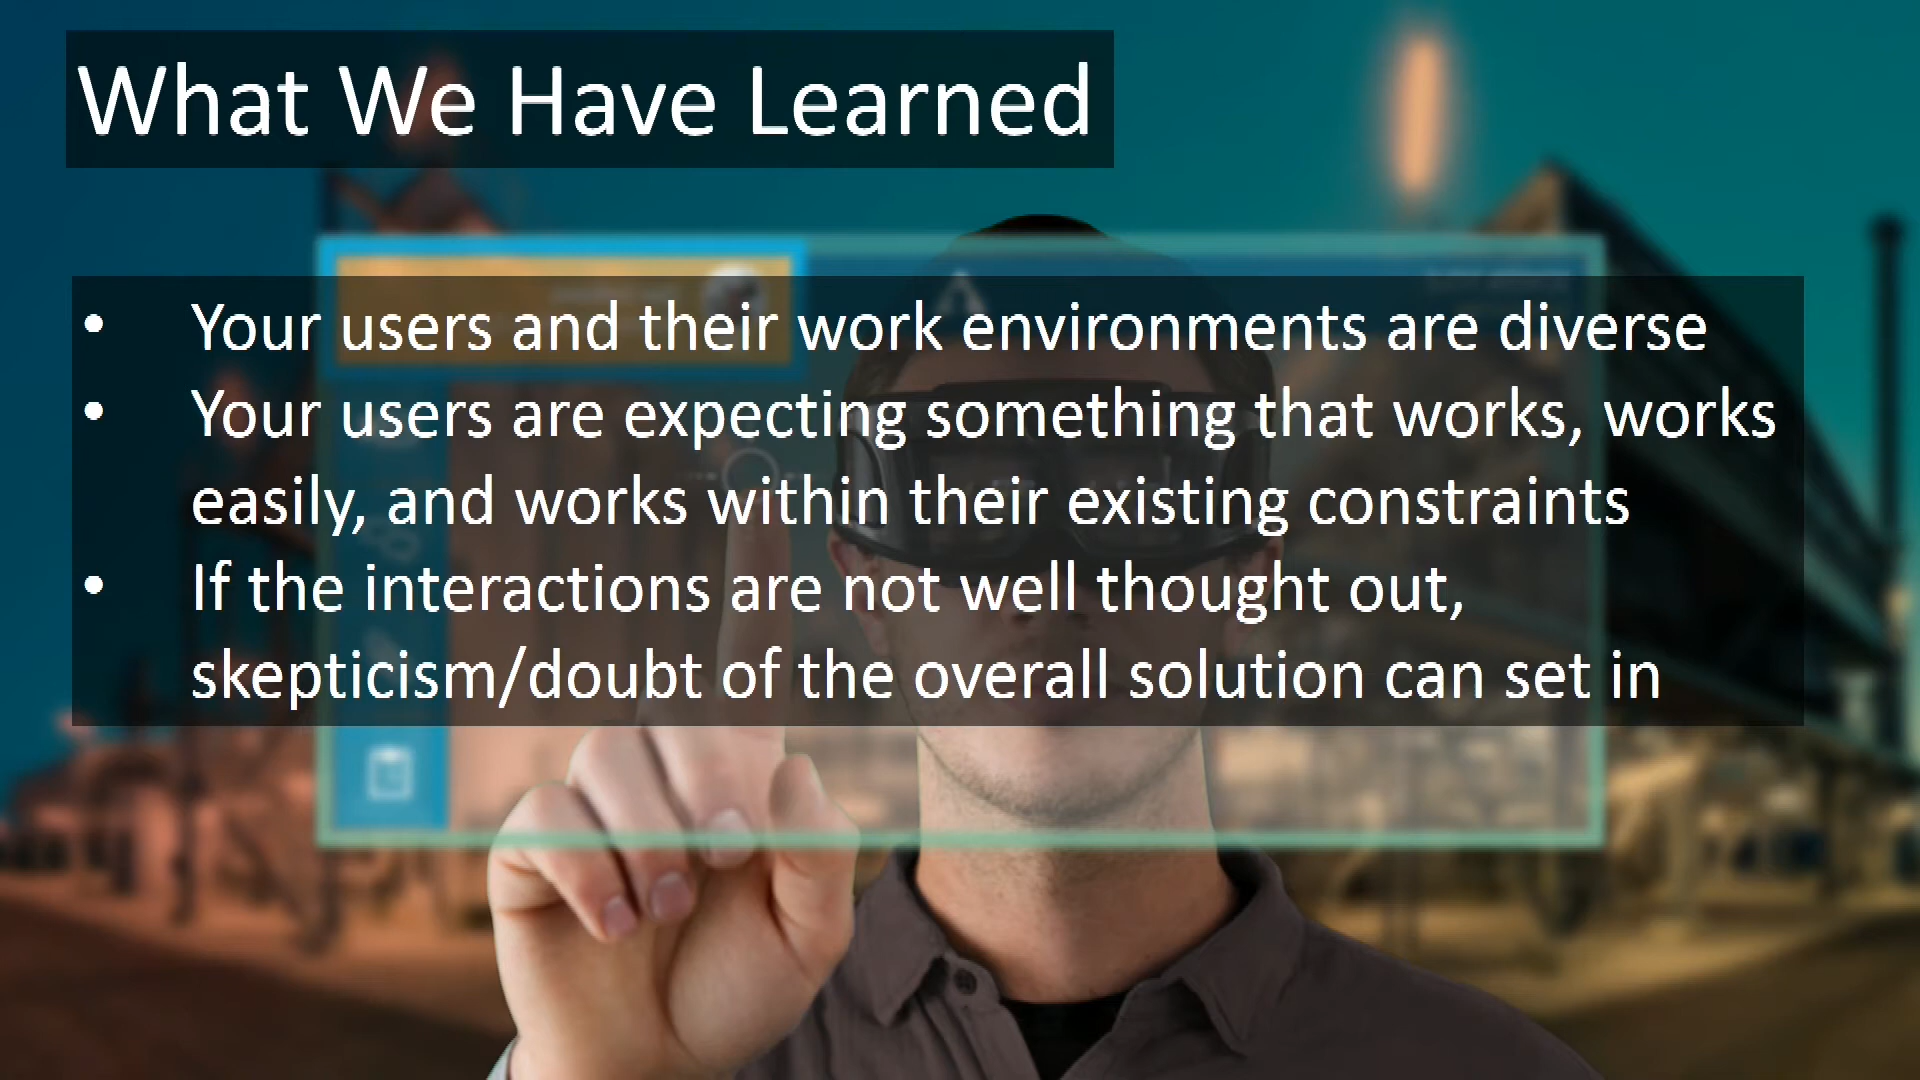 What We Have Learned
• Your users and their work environments are diverse
• Your users are expecting something that works, works
easily, and works within their existing constraints
• If the interactions are not well thought out,
skepticism/doubt of the overall solution can set in